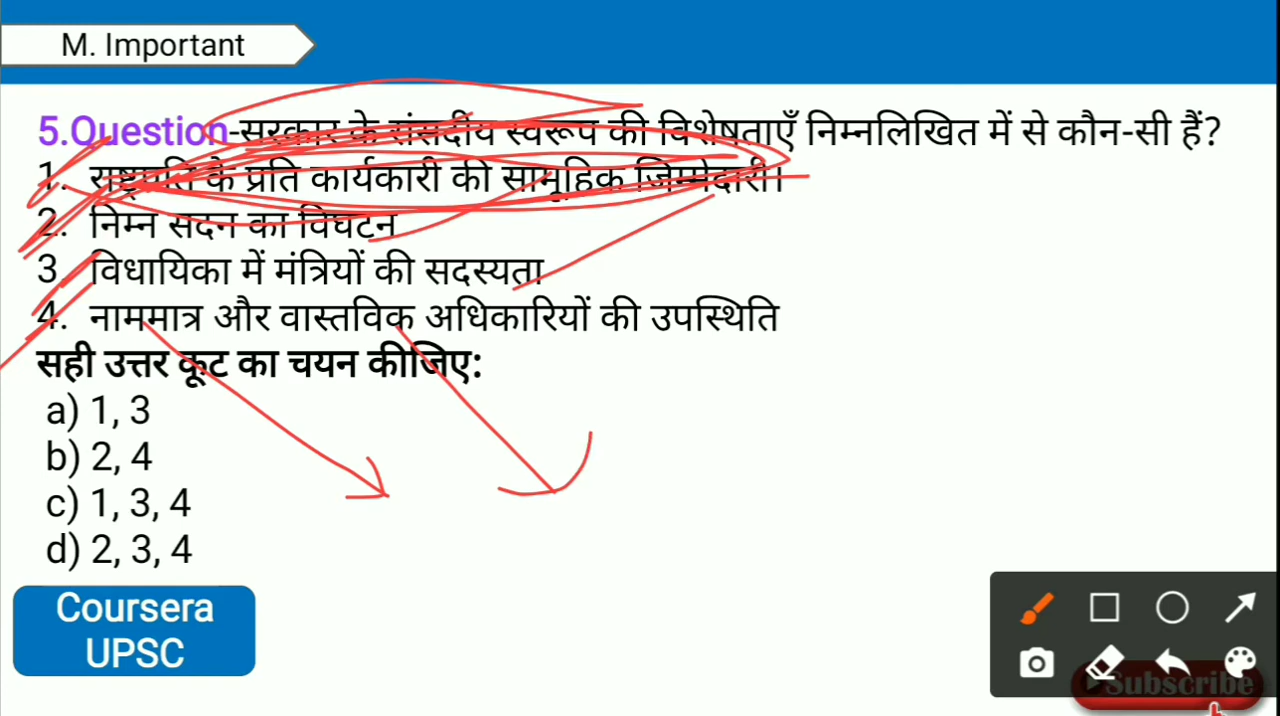 M. Important
5.Question-सरकार के संसदीय स्वरूप की विशेषताएँ निम्नलिखित में से कौन-सी हैं?
1. राष्ट्रपति के प्रति कार्यकारी की सामूहिक जिम्मेदारी।
2. निम्न सदन का विघटन
3. विधायिका में मंत्रियों की सदस्यता
4. नाममात्र और वास्तविक अधिकारियों की उपस्थिति
सही उत्तर कूट का चयन कीजिए:
a) 1, 3
b) 2, 4
c) 1, 3, 4
d) 2, 3, 4
Coursera
UPSC
Subscribe